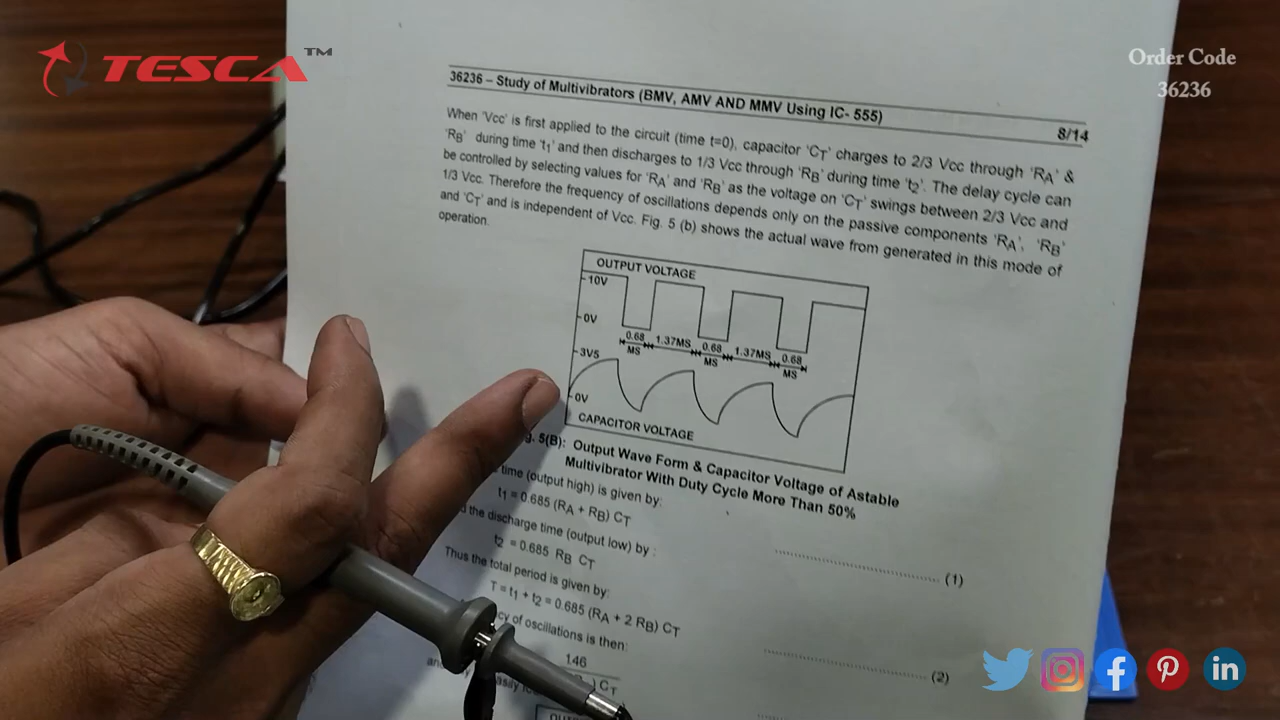 TESCA™
Order Code
36236
36236 – Study of Multivibrators (BMV, AMV AND MMV Using IC- 555)
8/14
When 'Vcc' is first applied to the circuit (time t=0), capacitor 'CT' charges to 2/3 Vcc through 'RA' &
'RB' during time 't1' and then discharges to 1/3 Vcc through 'RB' during time 't2'. The delay cycle can
be controlled by selecting values for 'RA' and 'RB' as the voltage on 'CT' swings between 2/3 Vcc and
1/3 Vcc. Therefore the frequency of oscillations depends only on the passive components 'RA', 'RB'
and 'CT' and is independent of Vcc. Fig. 5 (b) shows the actual wave from generated in this mode of
operation.
OUTPUT VOLTAGE
10V
0V
0.68 MS 1.37MS 0.68 MS 1.37MS 0.68 MS
3V5
0V
CAPACITOR VOLTAGE
5(B): Output Wave Form & Capacitor Voltage of Astable
Multivibrator With Duty Cycle More Than 50%
time (output high) is given by:
t1 = 0.685 (RA + RB) CT
the discharge time (output low) by :
............................................ (1)
t2 = 0.685 RB CT
Thus the total period is given by:
T = t1 + t2 = 0.685 (RA + 2 RB) CT
............................................ (2)
of oscillations is then:
1.46
) CT